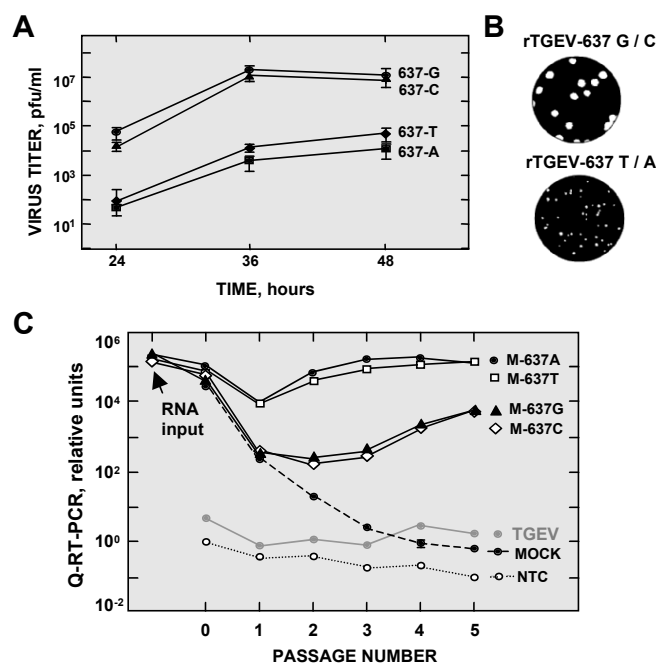 A
VIRUS TITER, pfu/ml
10^7
10^5
10^3
10^1
637-G
637-C
637-T
637-A
24
36
48
TIME, hours
B
rTGEV-637 G / C
rTGEV-637 T / A
C
Q-RT-PCR, relative units
10^6
10^4
10^2
10^0
10^-2
RNA
input
M-637A
M-637T
M-637G
M-637C
TGEV
MOCK
NTC
0
1
2
3
4
5
PASSAGE NUMBER